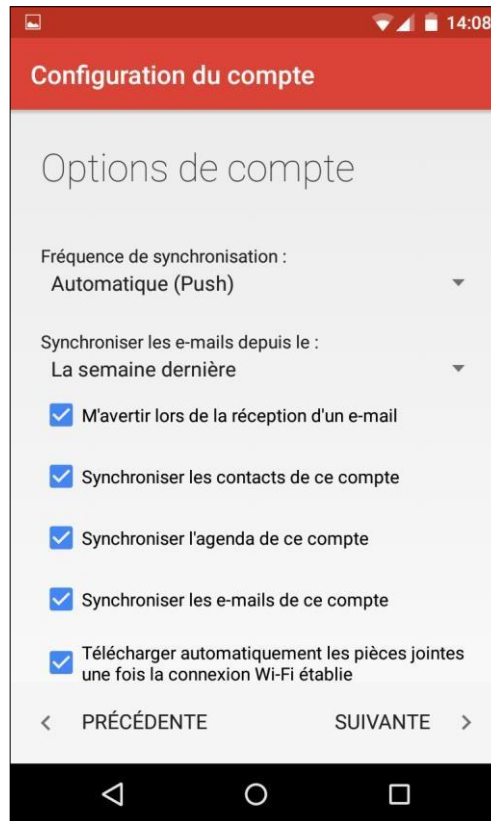 14:08
Configuration du compte
Options de compte
Fréquence de synchronisation :
Automatique (Push)
Synchroniser les e-mails depuis le :
La semaine dernière
M'avertir lors de la réception d'un e-mail
Synchroniser les contacts de ce compte
Synchroniser l'agenda de ce compte
Synchroniser les e-mails de ce compte
Télécharger automatiquement les pièces jointes
une fois la connexion Wi-Fi établie
PRÉCÉDENTE SUIVANTE